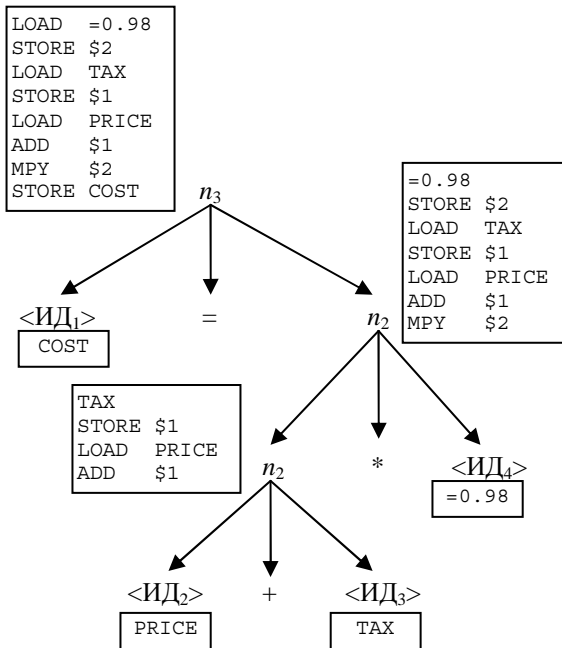 LOAD =0.98
STORE $2
LOAD TAX
STORE $1
LOAD PRICE
ADD $1
MPY $2
STORE COST
n₃
=0.98
STORE $2
LOAD TAX
STORE $1
LOAD PRICE
ADD $1
MPY $2
<ИД₁>
=
n₂
COST
TAX
STORE $1
LOAD PRICE
ADD $1
n₂
*
<ИД₄>
=0.98
<ИД₂>
+
<ИД₃>
PRICE
TAX